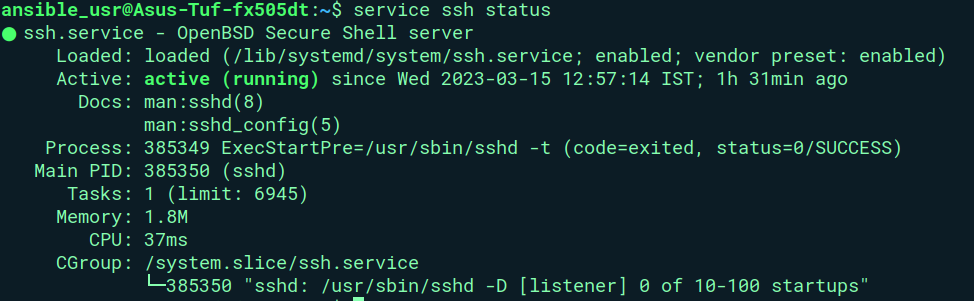 ansible_usr@Asus-Tuf-fx505dt:~$ service ssh status
● ssh.service - OpenBSD Secure Shell server
Loaded: loaded (/lib/systemd/system/ssh.service; enabled; vendor preset: enabled)
Active: active (running) since Wed 2023-03-15 12:57:14 IST; 1h 31min ago
Docs: man:sshd(8)
man:sshd_config(5)
Process: 385349 ExecStartPre=/usr/sbin/sshd -t (code=exited, status=0/SUCCESS)
Main PID: 385350 (sshd)
Tasks: 1 (limit: 6945)
Memory: 1.8M
CPU: 37ms
CGroup: /system.slice/ssh.service
└─385350 "sshd: /usr/sbin/sshd -D [listener] 0 of 10-100 startups"